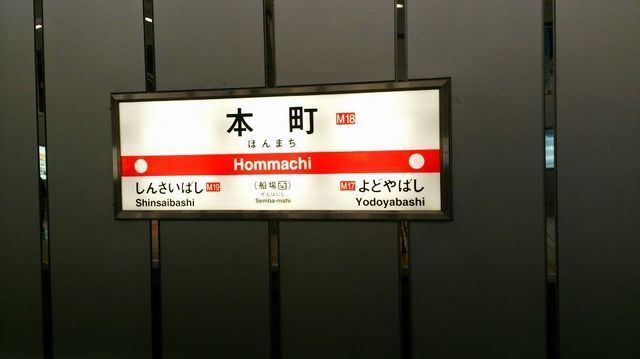 本町 M18
ほんまち
Hommachi
しんさいばし M19
Shinsaibashi
(船場西)
せんばにし
Semba-nishi
M17 よどやばし
Yodoyabashi